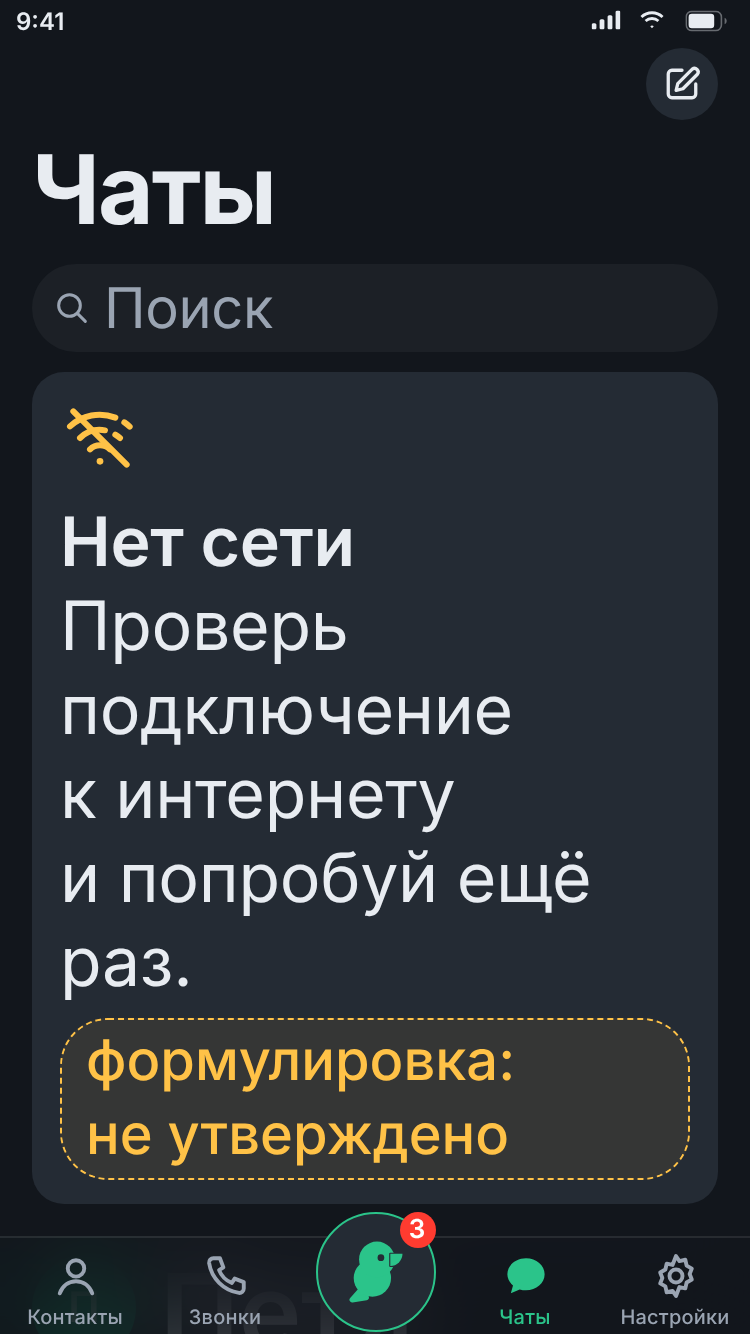 9:41
Чаты
Поиск
Нет сети
Проверь
подключение
к интернету
и попробуй ещё
раз.
формулировка:
не утверждено
3
Контакты
Звонки
Чаты
Настройки